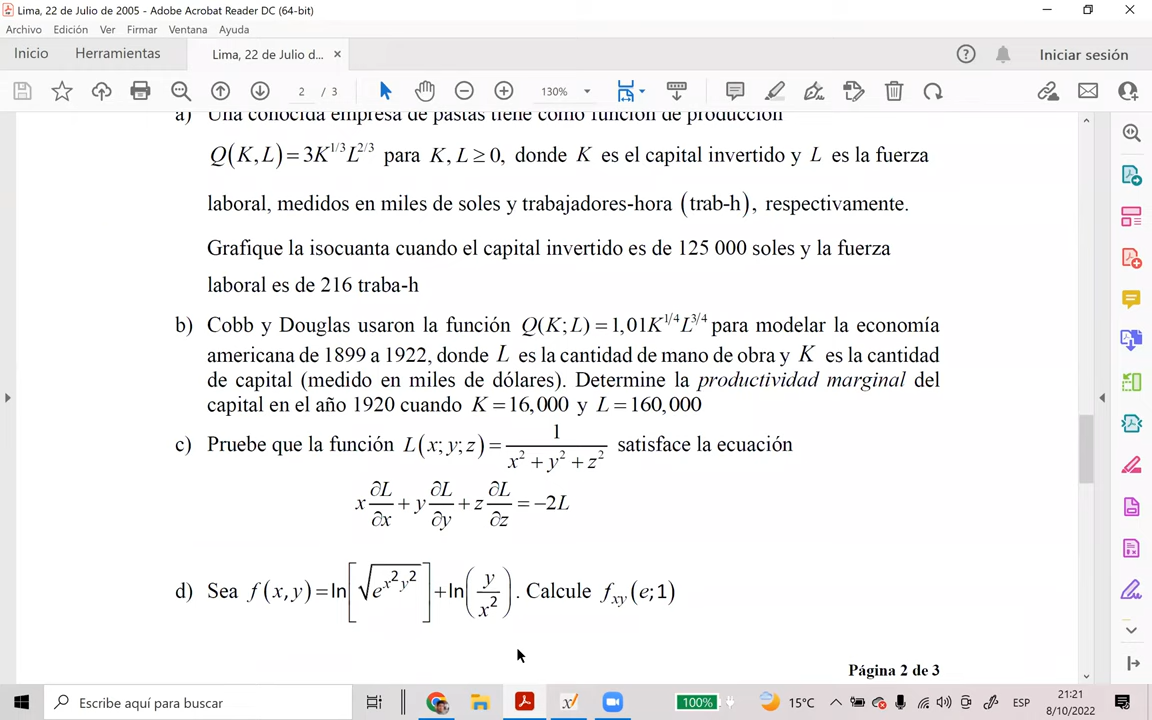 Lima, 22 de Julio de 2005 - Adobe Acrobat Reader DC (64-bit)
Archivo Edición Ver Firmar Ventana Ayuda
Inicio Herramientas Lima, 22 de Julio d... × Iniciar sesión
2 / 3 130%
a) Una conocida empresa de pastas tiene como función de producción
Q(K,L)=3K^{1/3}L^{2/3} para K,L≥0, donde K es el capital invertido y L es la fuerza
laboral, medidos en miles de soles y trabajadores-hora (trab-h), respectivamente.
Grafique la isocuanta cuando el capital invertido es de 125 000 soles y la fuerza
laboral es de 216 traba-h
b) Cobb y Douglas usaron la función Q(K;L)=1,01K^{1/4}L^{3/4} para modelar la economía
americana de 1899 a 1922, donde L es la cantidad de mano de obra y K es la cantidad
de capital (medido en miles de dólares). Determine la productividad marginal del
capital en el año 1920 cuando K=16,000 y L=160,000
c) Pruebe que la función L(x;y;z)=1/(x²+y²+z²) satisface la ecuación
x ∂L/∂x + y ∂L/∂y + z ∂L/∂z = −2L
d) Sea f(x,y)=ln[√(e^{x²y²})]+ln(y/x²). Calcule f_{xy}(e;1)
Página 2 de 3
Escribe aquí para buscar 100% 15°C ESP 21:21
8/10/2022